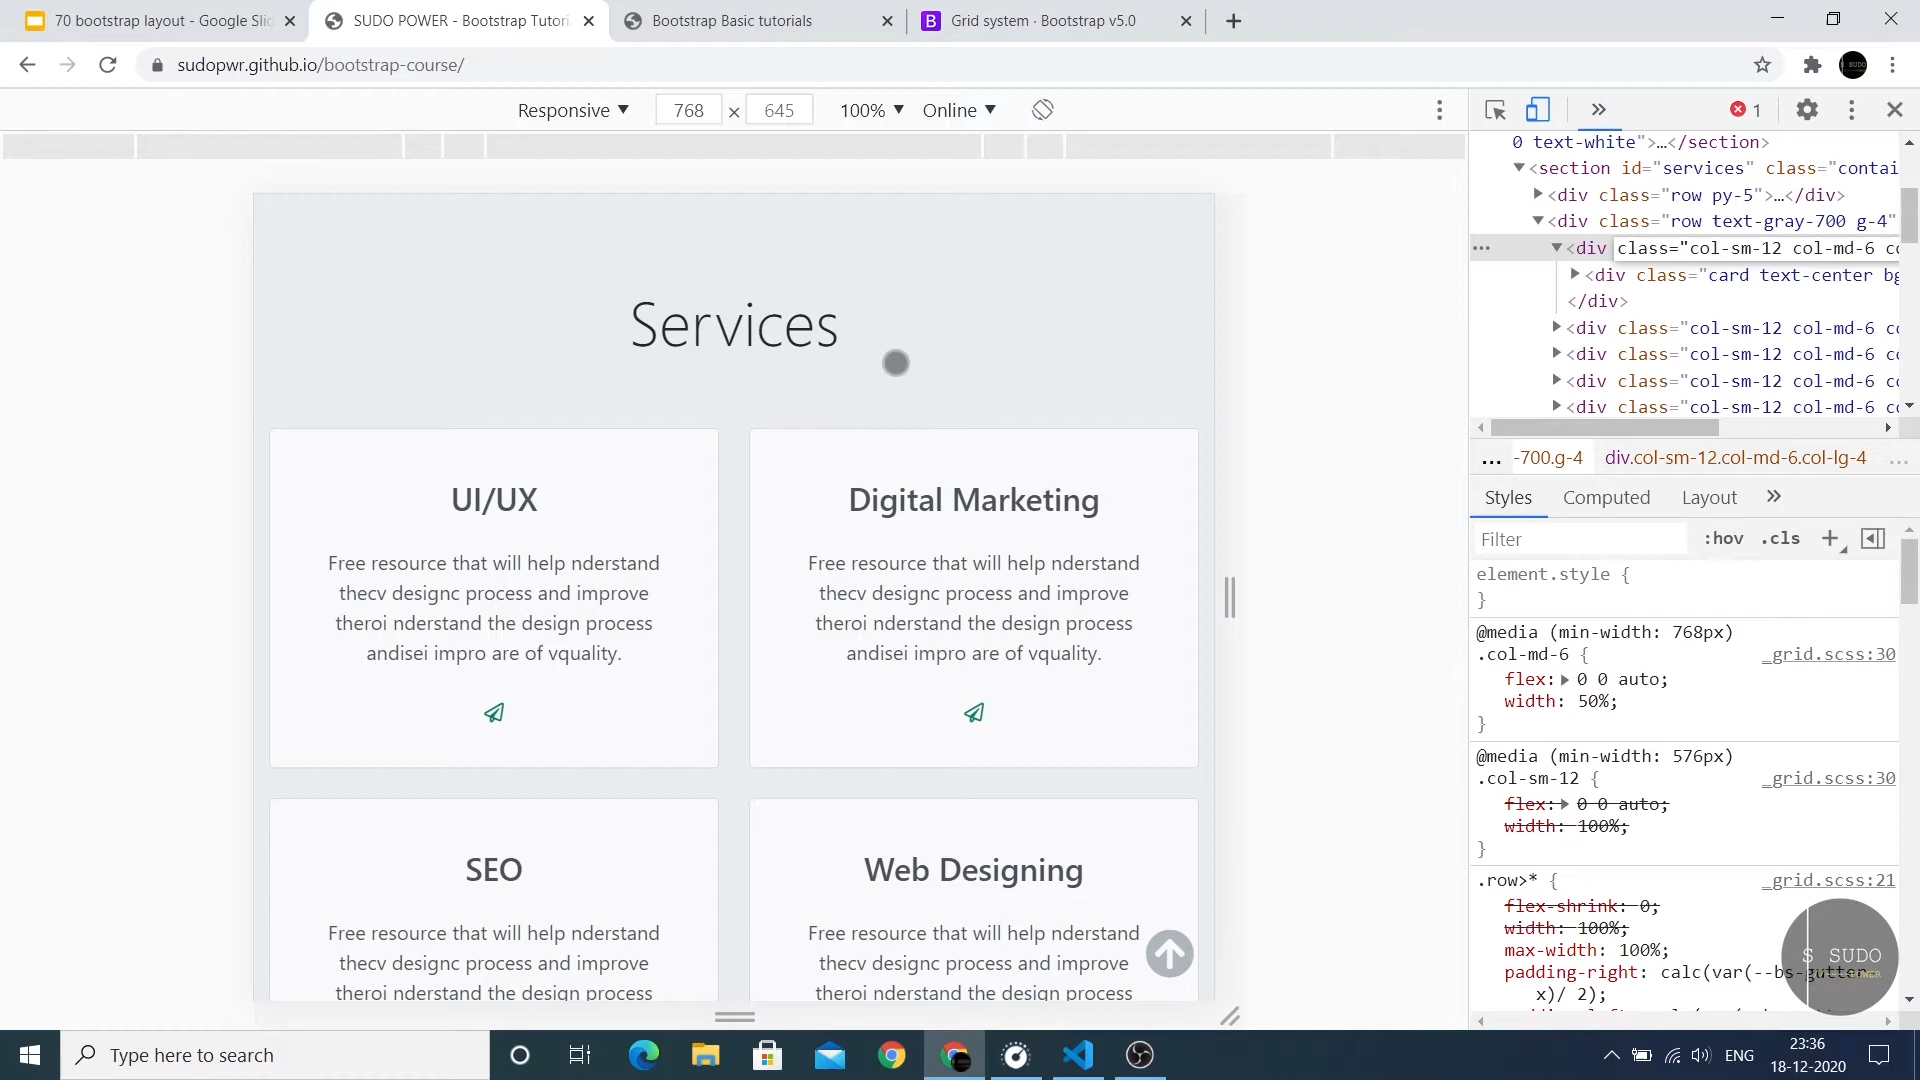 70 bootstrap layout - Google Slid
SUDO POWER - Bootstrap Tutori
Bootstrap Basic tutorials
B
Grid system · Bootstrap v5.0
sudopwr.github.io/bootstrap-course/
SUDO
Responsive
768
x
645
100%
Online
1
0 text-white">…</section>
<section id="services" class="contai
<div class="row py-5">…</div>
<div class="row text-gray-700 g-4"
<div class="col-sm-12 col-md-6 co
<div class="card text-center bg
</div>
<div class="col-sm-12 col-md-6 co
<div class="col-sm-12 col-md-6 co
<div class="col-sm-12 col-md-6 co
<div class="col-sm-12 col-md-6 co
... -700.g-4 div.col-sm-12.col-md-6.col-lg-4 ...
Styles Computed Layout
Filter :hov .cls
element.style {
}
@media (min-width: 768px)
.col-md-6 { _grid.scss:30
flex: 0 0 auto;
width: 50%;
}
@media (min-width: 576px)
.col-sm-12 { _grid.scss:30
flex: 0 0 auto;
width: 100%;
}
.row>* { _grid.scss:21
flex-shrink: 0;
width: 100%;
max-width: 100%;
padding-right: calc(var(--bs-gutter-
x)/ 2);
S SUDO
Services
UI/UX
Free resource that will help nderstand
thecv designc process and improve
theroi nderstand the design process
andisei impro are of vquality.
Digital Marketing
Free resource that will help nderstand
thecv designc process and improve
theroi nderstand the design process
andisei impro are of vquality.
SEO
Free resource that will help nderstand
thecv designc process and improve
theroi nderstand the design process
Web Designing
Free resource that will help nderstand
thecv designc process and improve
theroi nderstand the design process
Type here to search
ENG
23:36
18-12-2020